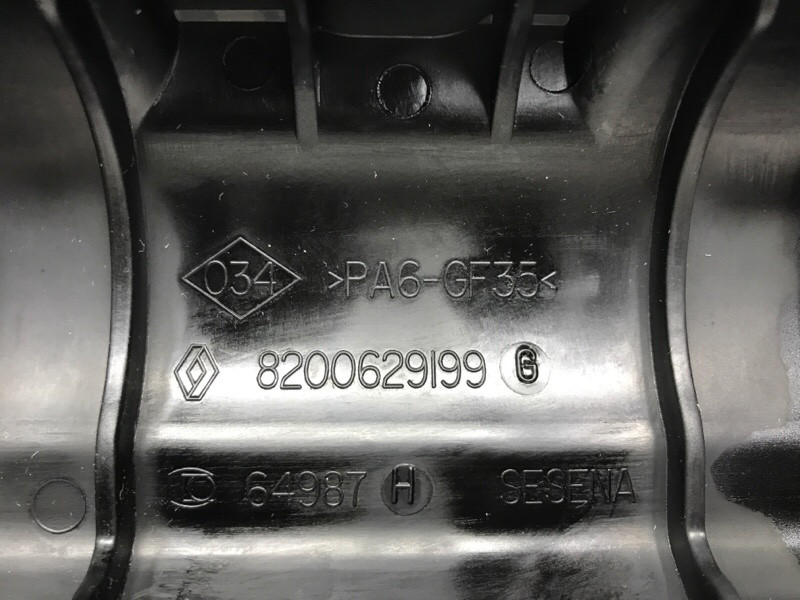 034 >PA6-GF35<
8200629199 G
64987 H SESENA